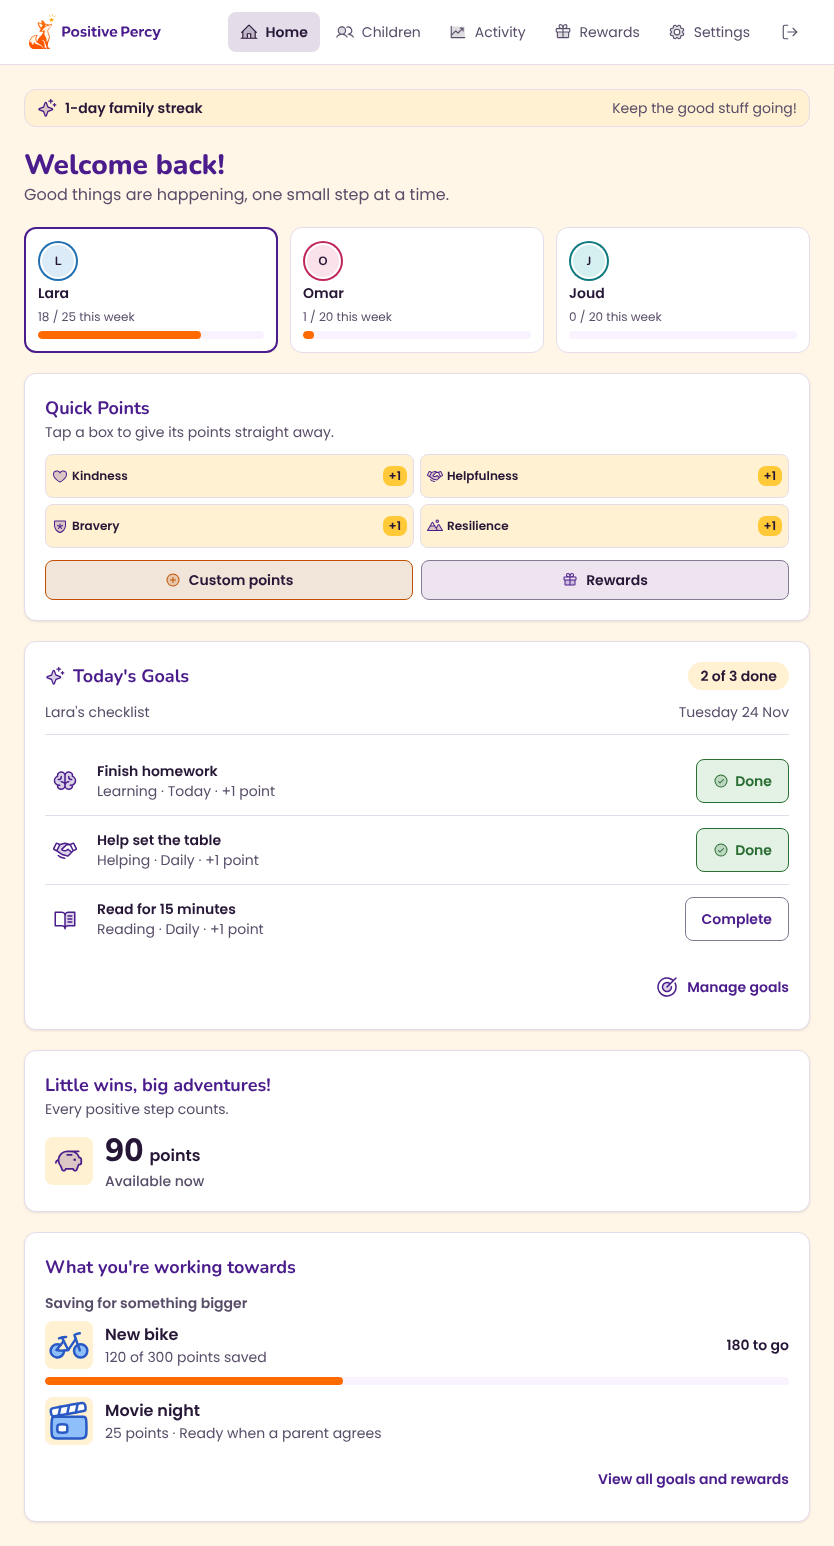 Positive Percy
Home
Children
Activity
Rewards
Settings
1-day family streak
Keep the good stuff going!
Welcome back!
Good things are happening, one small step at a time.
L
Lara
18 / 25 this week
O
Omar
1 / 20 this week
J
Joud
0 / 20 this week
Quick Points
Tap a box to give its points straight away.
Kindness
+1
Helpfulness
+1
Bravery
+1
Resilience
+1
Custom points
Rewards
Today's Goals
2 of 3 done
Lara's checklist
Tuesday 24 Nov
Finish homework
Learning · Today · +1 point
Done
Help set the table
Helping · Daily · +1 point
Done
Read for 15 minutes
Reading · Daily · +1 point
Complete
Manage goals
Little wins, big adventures!
Every positive step counts.
90 points
Available now
What you're working towards
Saving for something bigger
New bike
120 of 300 points saved
180 to go
Movie night
25 points · Ready when a parent agrees
View all goals and rewards